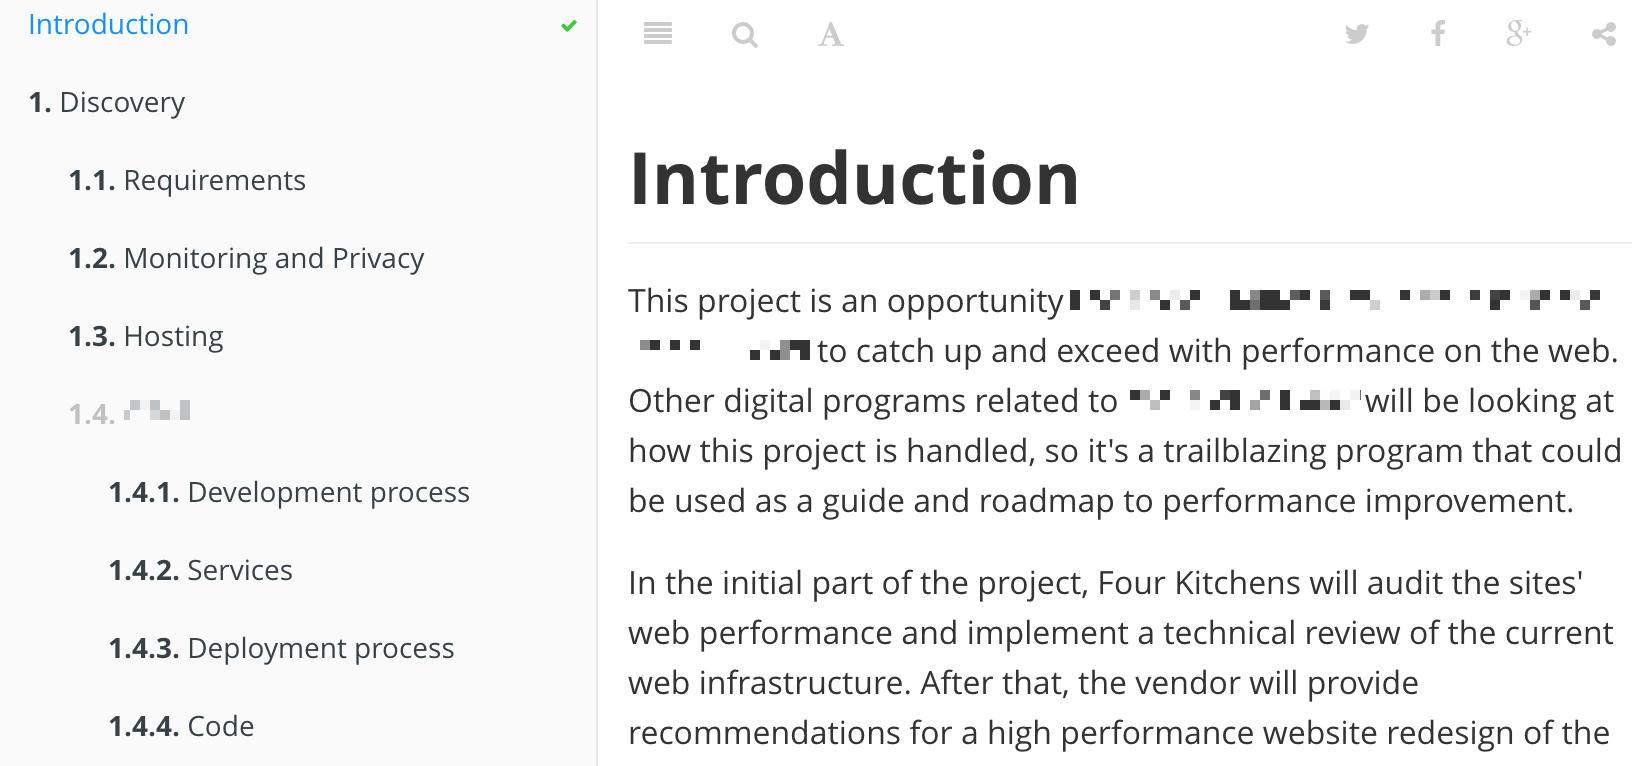 Introduction
1. Discovery
1.1. Requirements
1.2. Monitoring and Privacy
1.3. Hosting
1.4.
1.4.1. Development process
1.4.2. Services
1.4.3. Deployment process
1.4.4. Code
A
Introduction
This project is an opportunity
to catch up and exceed with performance on the web.
Other digital programs related to will be looking at
how this project is handled, so it's a trailblazing program that could
be used as a guide and roadmap to performance improvement.
In the initial part of the project, Four Kitchens will audit the sites'
web performance and implement a technical review of the current
web infrastructure. After that, the vendor will provide
recommendations for a high performance website redesign of the